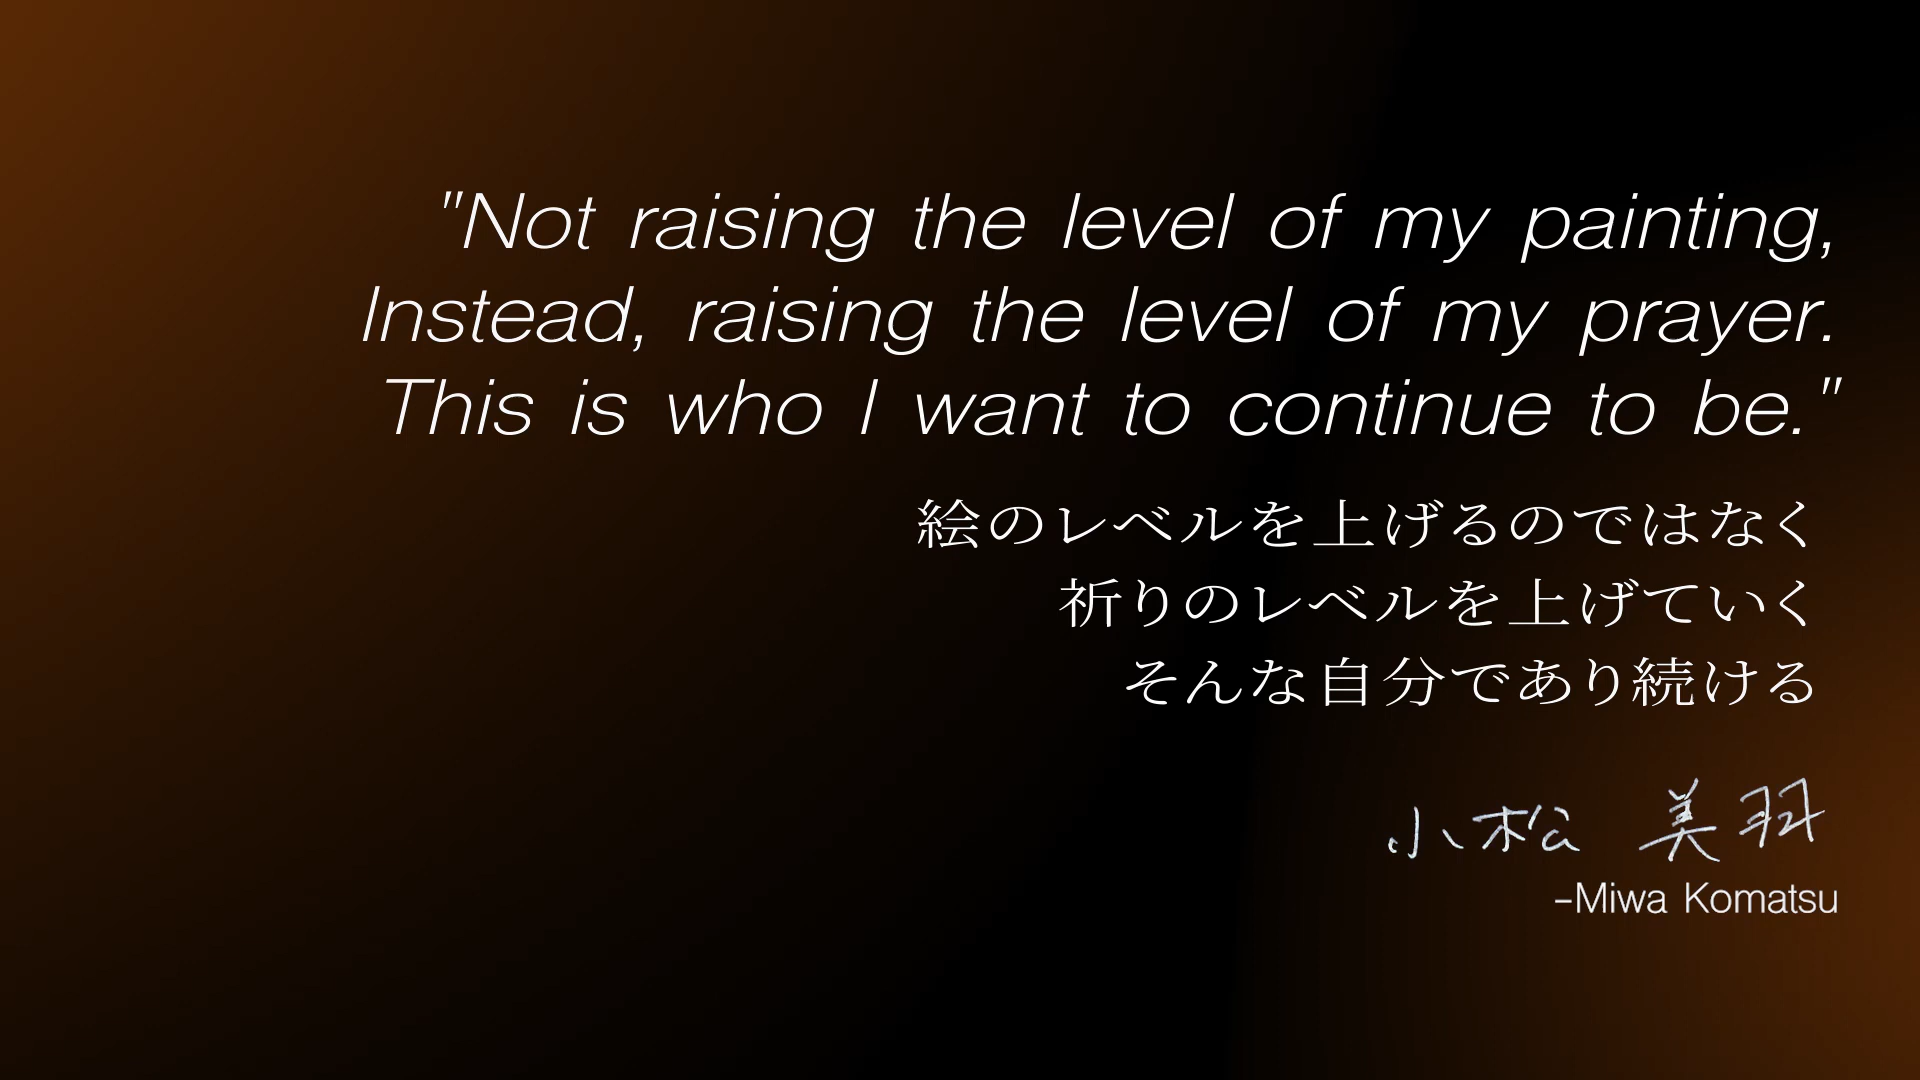 "Not raising the level of my painting,
Instead, raising the level of my prayer.
This is who I want to continue to be."
絵のレベルを上げるのではなく
祈りのレベルを上げていく
そんな自分であり続ける
小松 美羽
–Miwa Komatsu